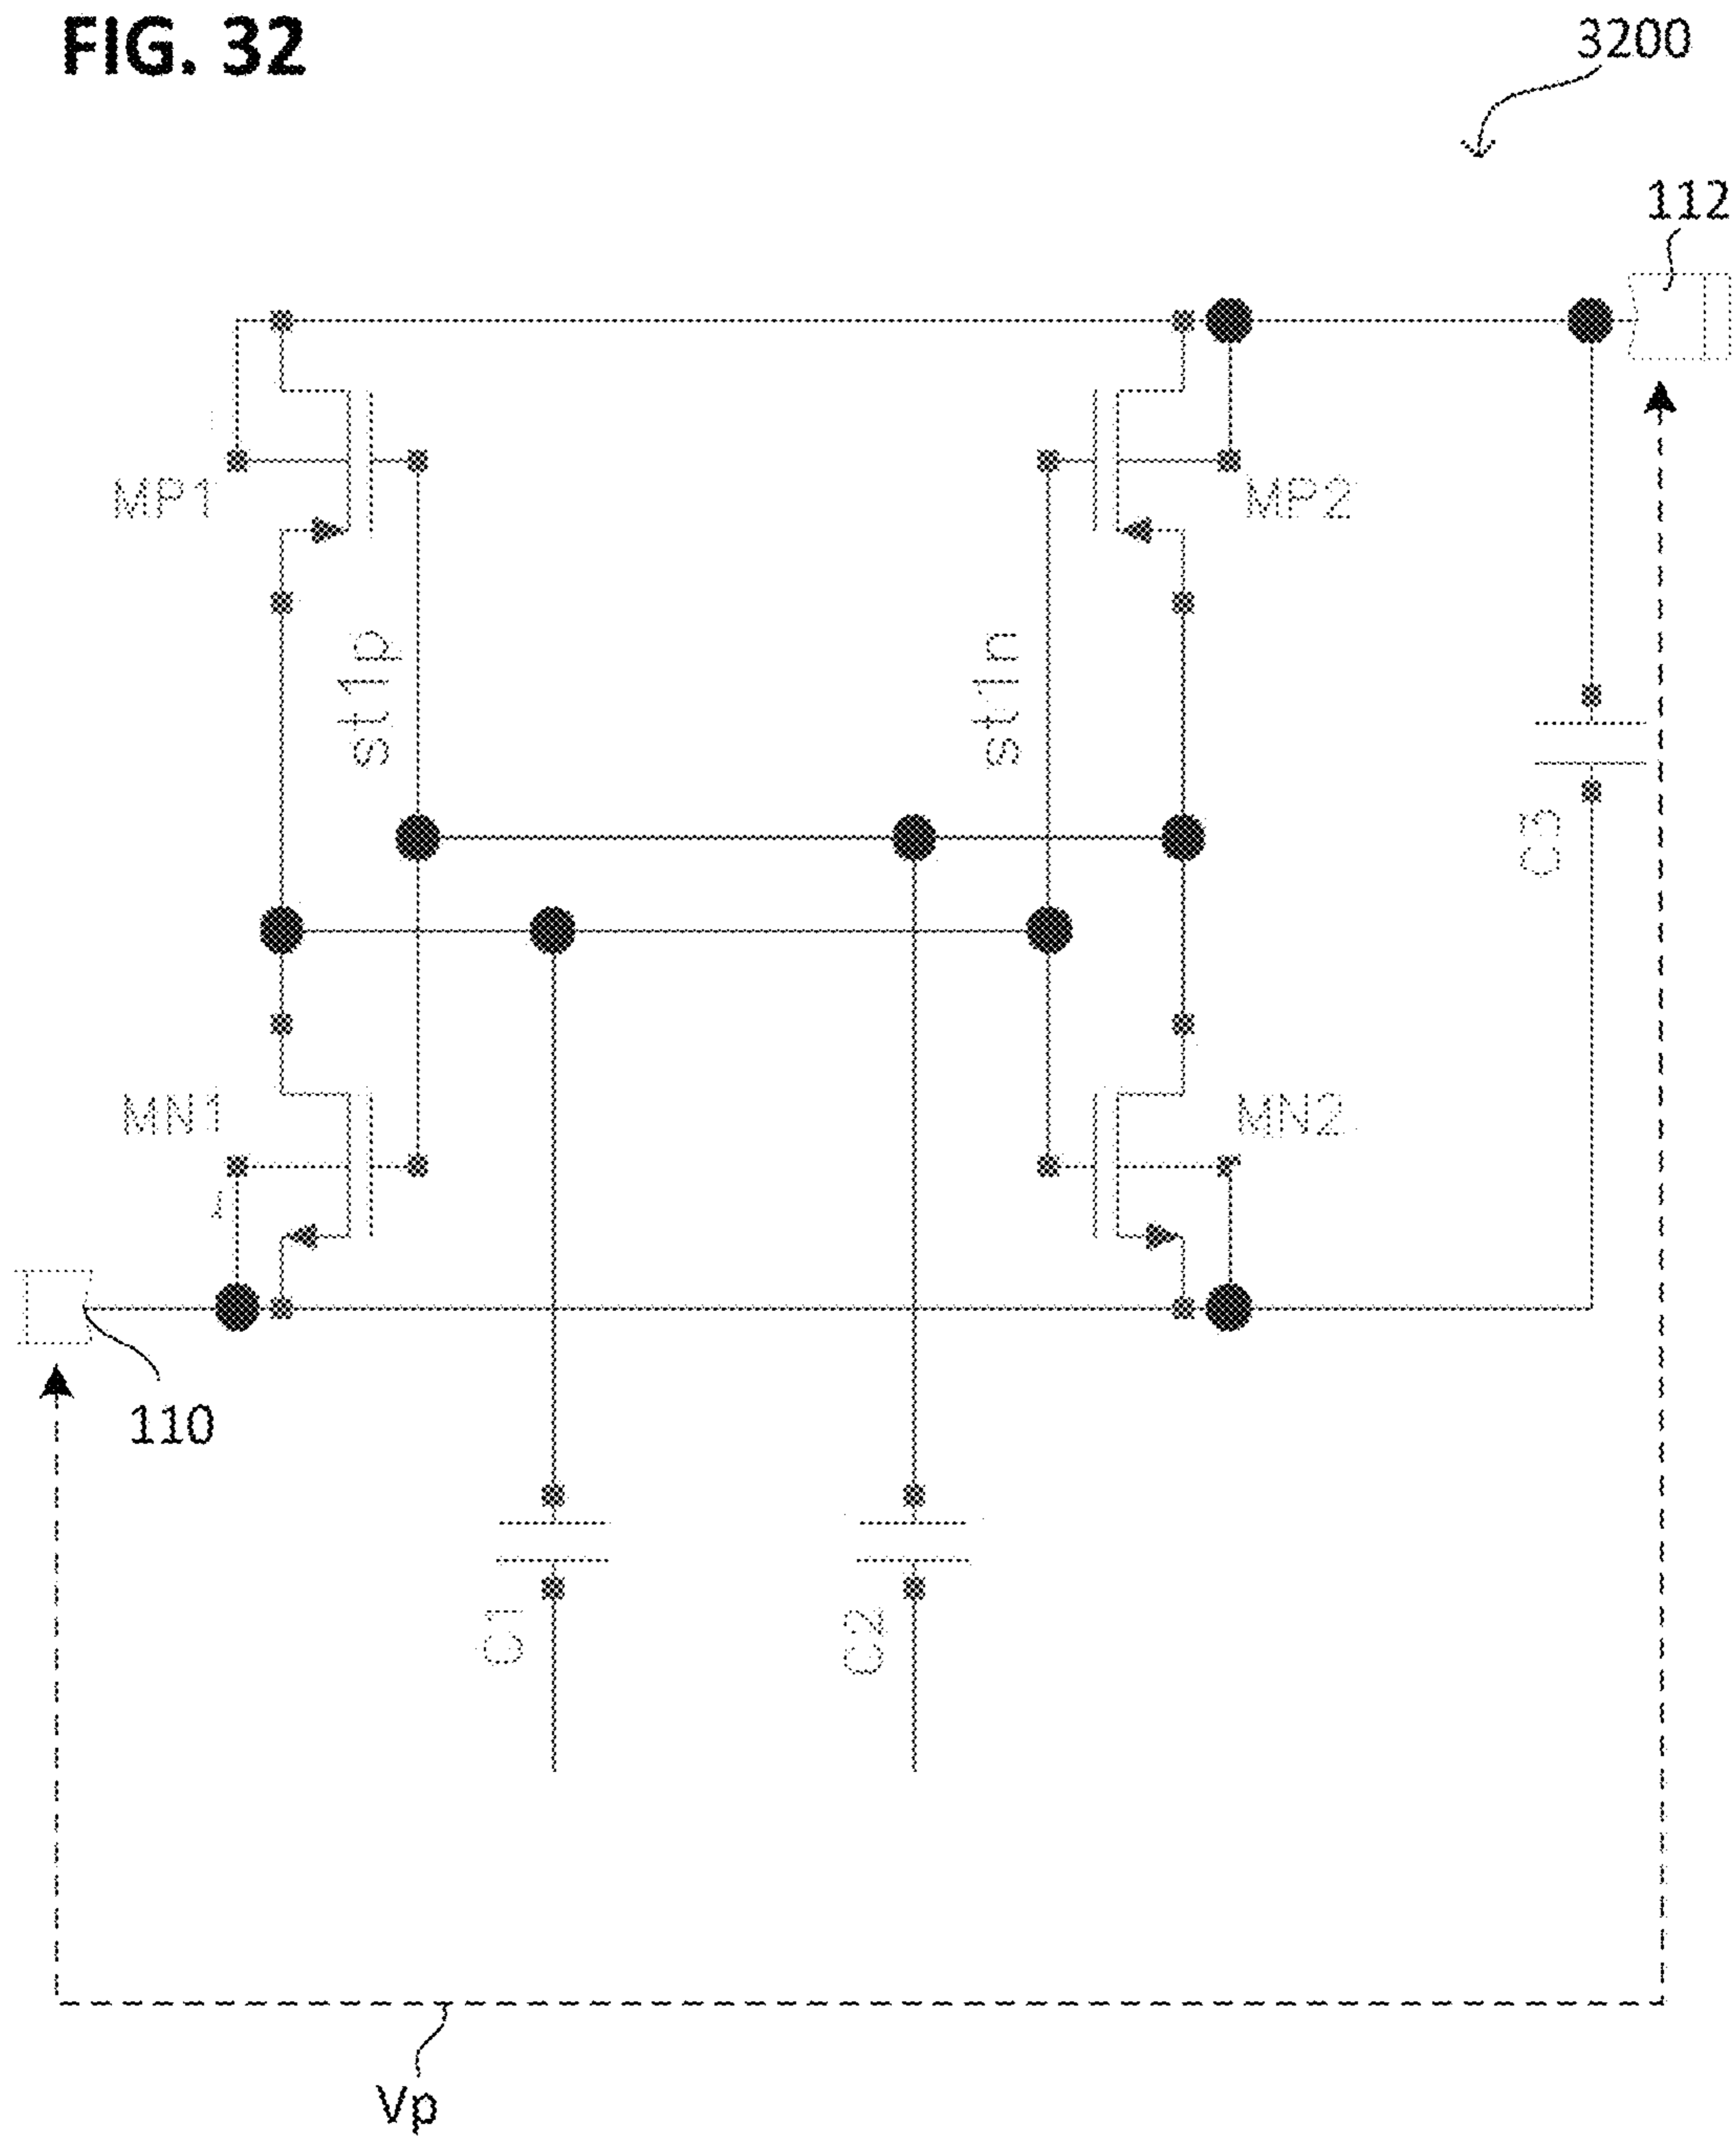 FIG. 32
3200
112
MP1
MP2
st1p
st1n
C3
MN1
MN2
110
C1
C2
Vp